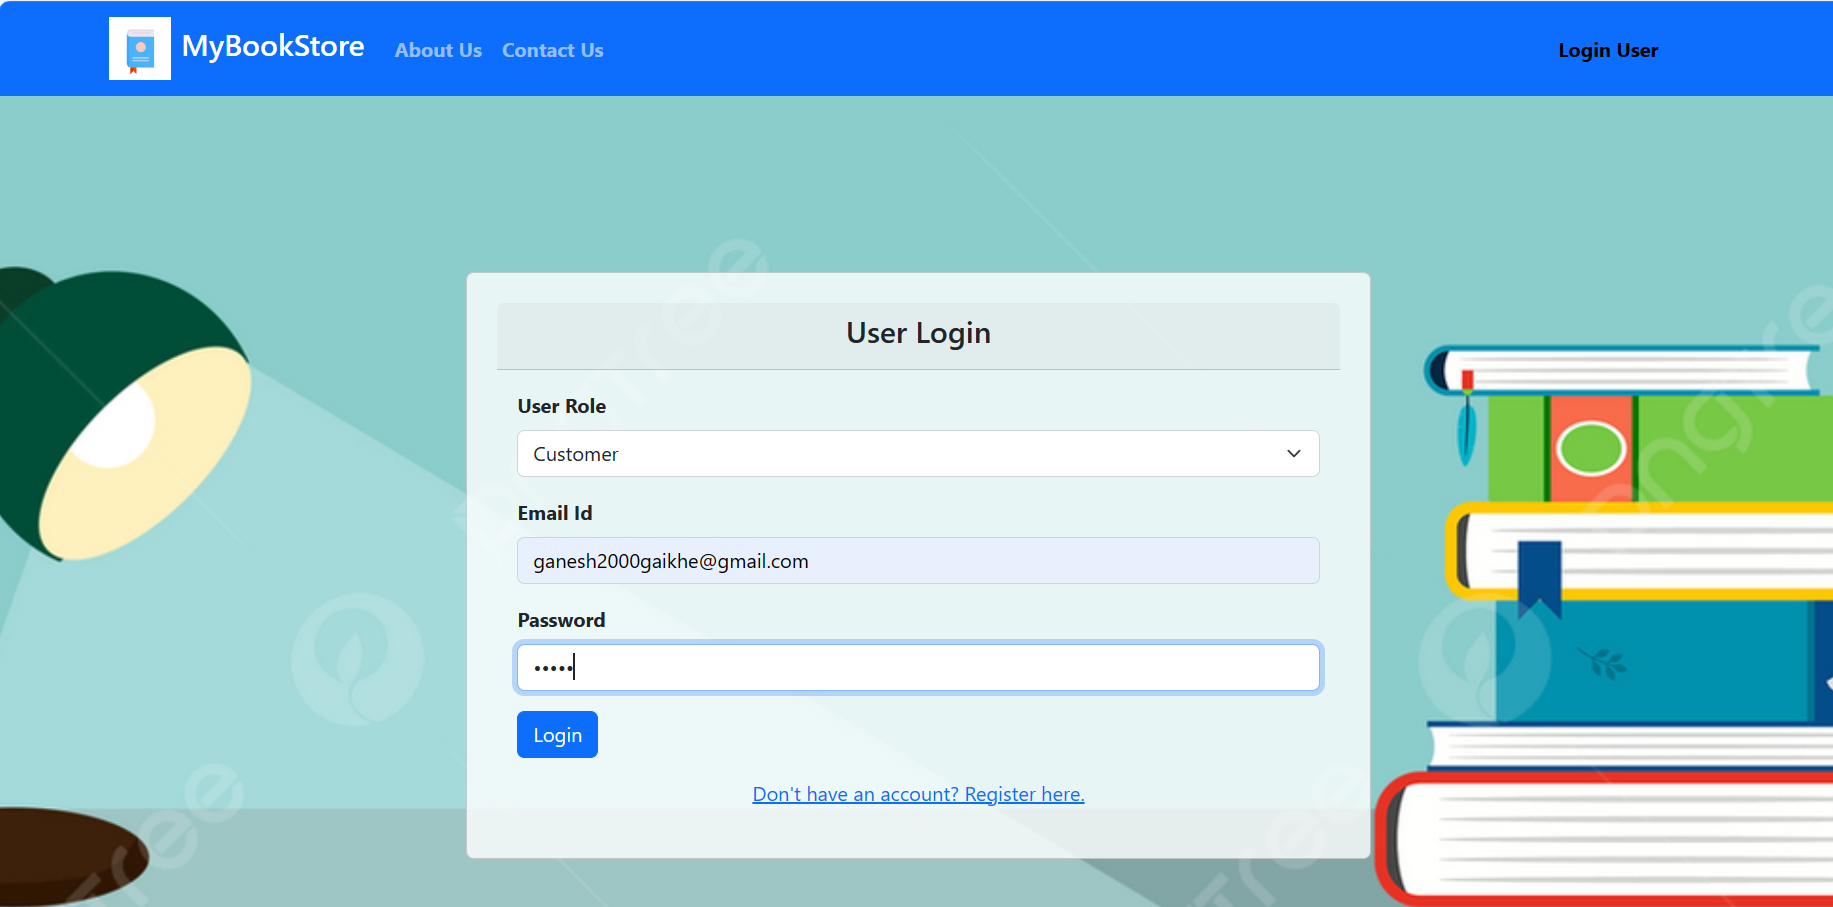 MyBookStore About Us Contact Us Login User
User Login
User Role
Customer
Email Id
ganesh2000gaikhe@gmail.com
Password
•••••
Login
Don't have an account? Register here.